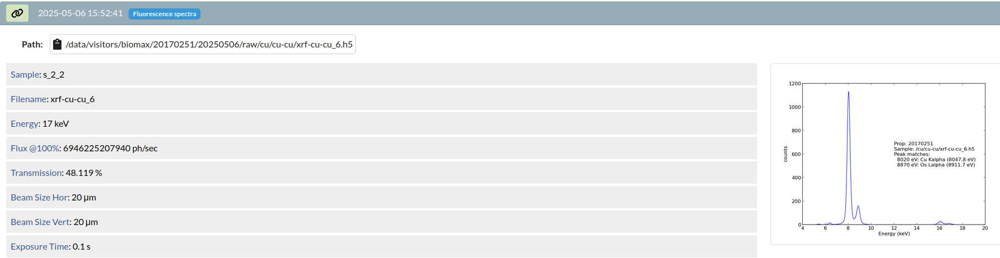 2025-05-06 15:52:41 Fluorescence spectra
Path: /data/visitors/biomax/20170251/20250506/raw/cu/cu-cu/xrf-cu-cu_6.h5
Sample: s_2_2
Filename: xrf-cu-cu_6
Energy: 17 keV
Flux @100%: 6946225207940 ph/sec
Transmission: 48.119 %
Beam Size Hor: 20 µm
Beam Size Vert: 20 µm
Exposure Time: 0.1 s
1200
1000
800
600
400
200
0
counts
Prop: 20170251
Sample: /cu/cu-cu/xrf-cu-cu_6.h5
Peak matches:
8020 eV: Cu Kalpha (8047.8 eV)
8870 eV: Os Lalpha (8911.7 eV)
4 6 8 10 12 14 16 18 20
Energy (keV)